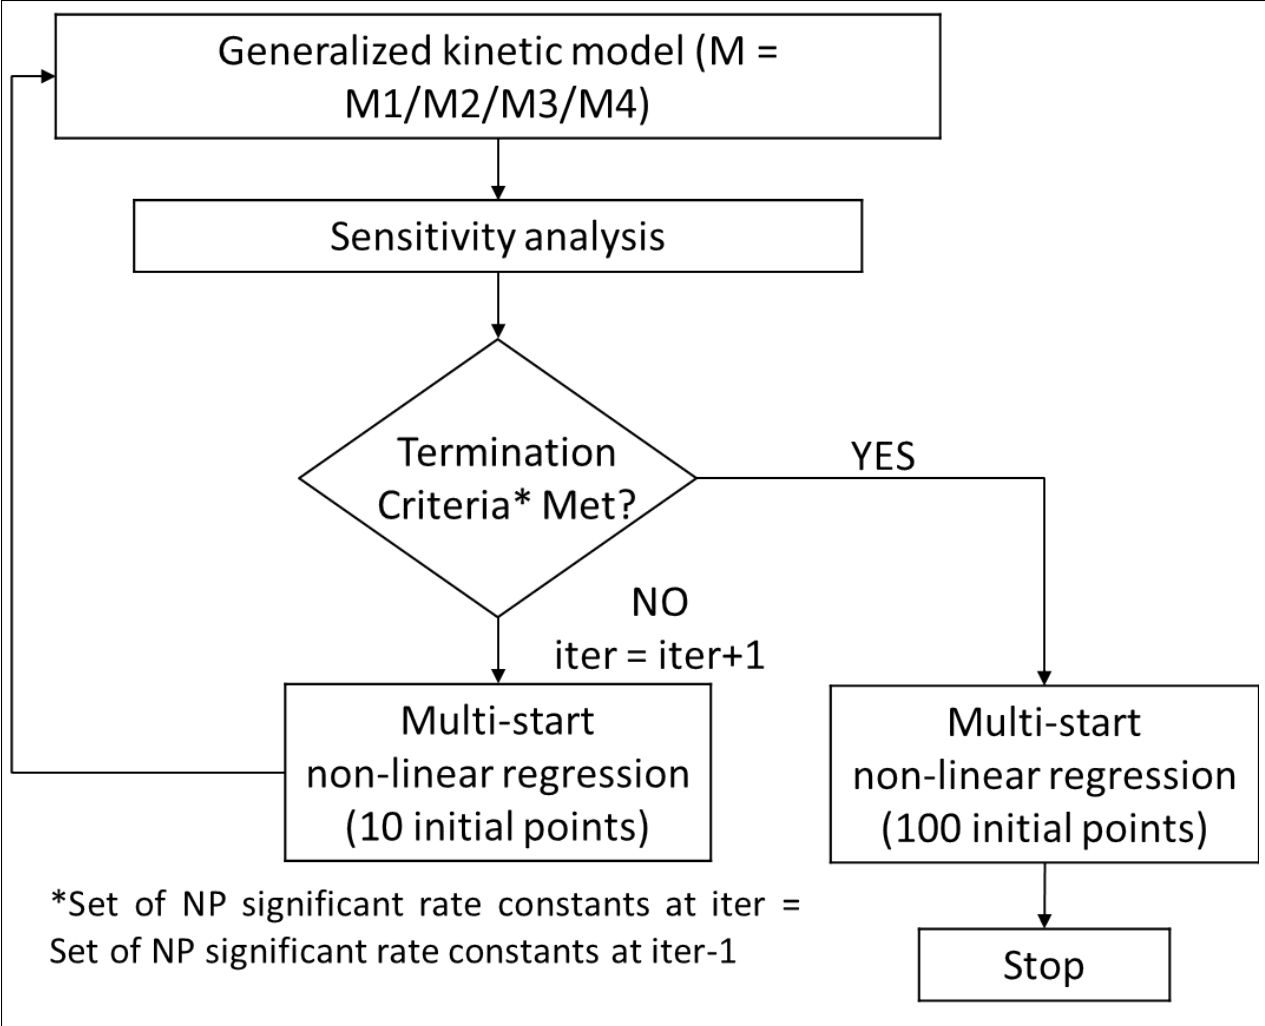 Generalized kinetic model (M =
M1/M2/M3/M4)
Sensitivity analysis
Termination
Criteria* Met?
YES
NO
iter = iter+1
Multi-start
non-linear regression
(10 initial points)
Multi-start
non-linear regression
(100 initial points)
*Set of NP significant rate constants at iter =
Set of NP significant rate constants at iter-1
Stop